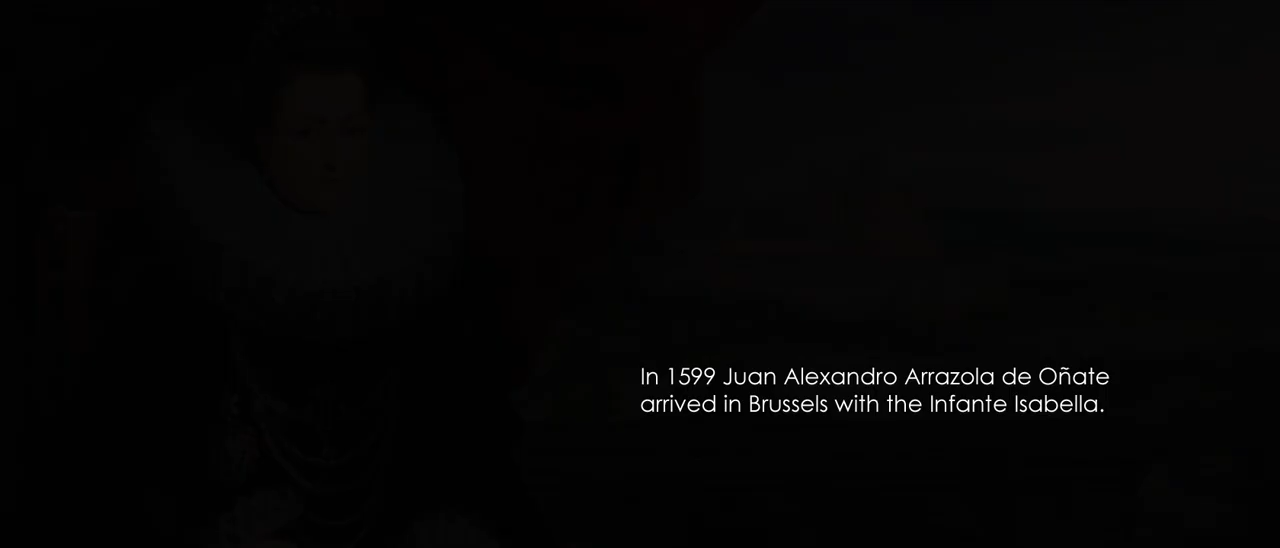 In 1599 Juan Alexandro Arrazola de Oñate
arrived in Brussels with the Infante Isabella.